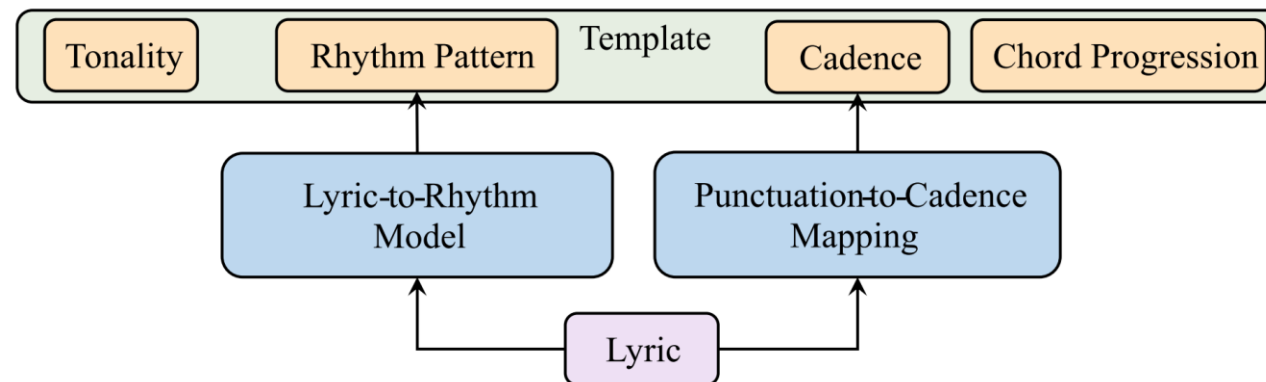 Template
Tonality
Rhythm Pattern
Cadence
Chord Progression
Lyric-to-Rhythm
Model
Punctuation-to-Cadence
Mapping
Lyric